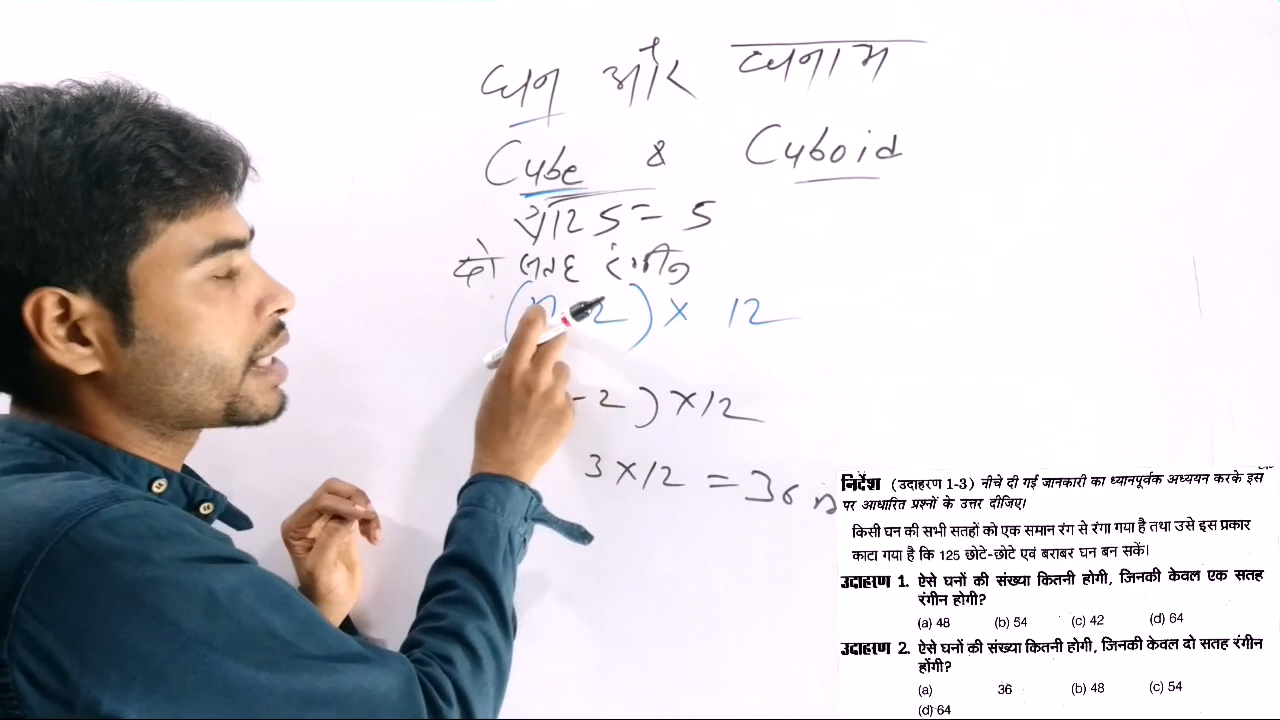 घन और घनाभ
Cube & Cuboid
= 5
दो सतह रंगीन
2) x 12
- 2) x 12
3 x 12 = 36
निर्देश (उदाहरण 1-3) नीचे दी गई जानकारी का ध्यानपूर्वक अध्ययन करके इस
पर आधारित प्रश्नों के उत्तर दीजिए।
किसी घन की सभी सतहों को एक समान रंग से रंगा गया है तथा उसे इस प्रकार
काटा गया है कि 125 छोटे-छोटे एवं बराबर घन बन सकें।
उदाहरण 1. ऐसे घनों की संख्या कितनी होगी, जिनकी केवल एक सतह
रंगीन होगी?
(a) 48 (b) 54 (c) 42 (d) 64
उदाहरण 2. ऐसे घनों की संख्या कितनी होगी, जिनकी केवल दो सतह रंगीन
होंगी?
(a) 36 (b) 48 (c) 54
(d) 64